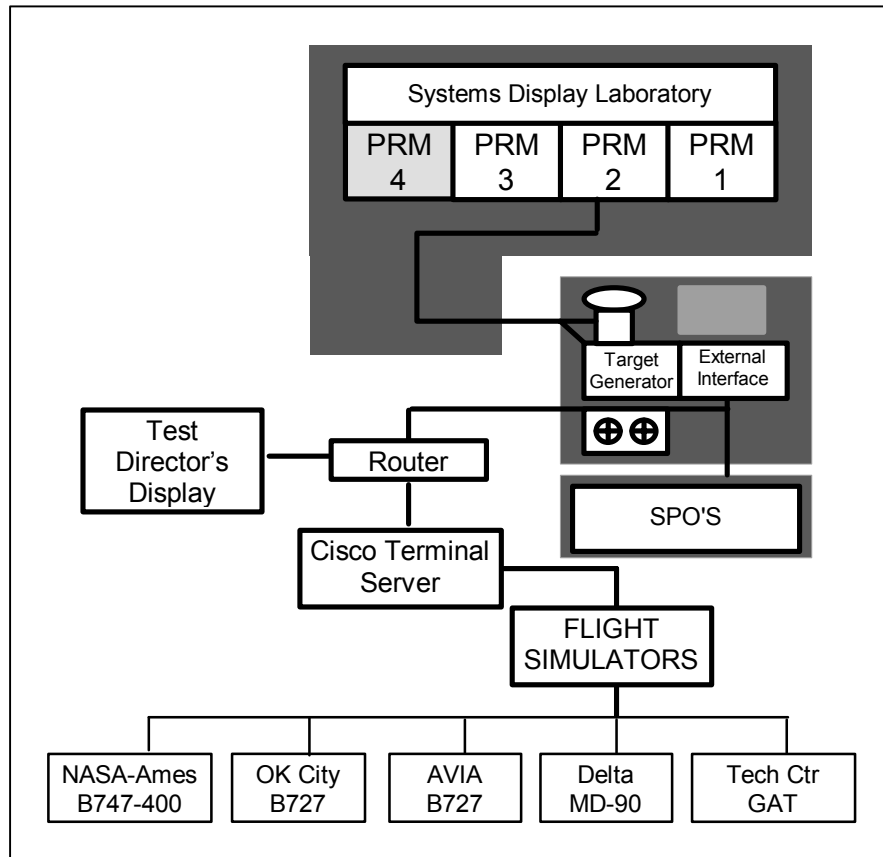 Systems Display Laboratory
PRM
4
PRM
3
PRM
2
PRM
1
Target
Generator
External
Interface
Test
Director's
Display
Router
SPO'S
Cisco Terminal
Server
FLIGHT
SIMULATORS
NASA-Ames
B747-400
OK City
B727
AVIA
B727
Delta
MD-90
Tech Ctr
GAT